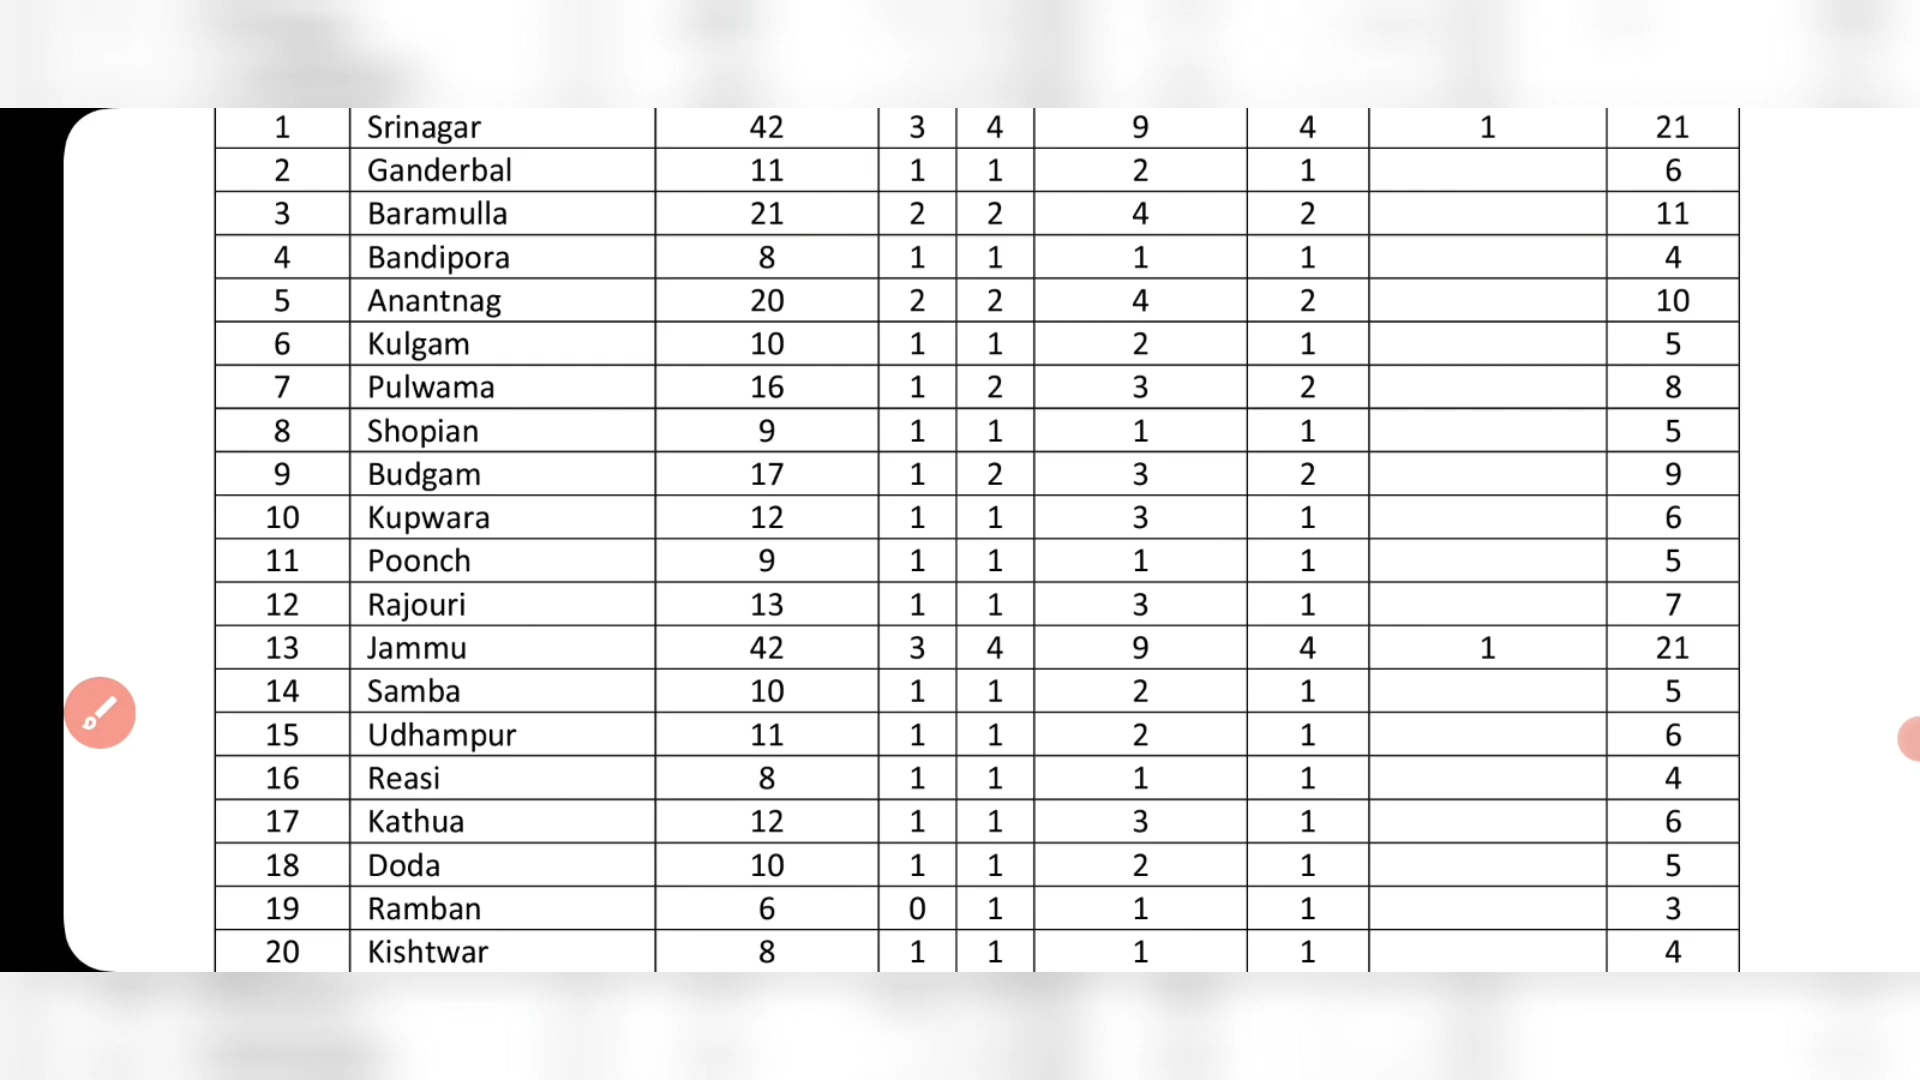 1 Srinagar 42 3 4 9 4 1 21
2 Ganderbal 11 1 1 2 1 6
3 Baramulla 21 2 2 4 2 11
4 Bandipora 8 1 1 1 1 4
5 Anantnag 20 2 2 4 2 10
6 Kulgam 10 1 1 2 1 5
7 Pulwama 16 1 2 3 2 8
8 Shopian 9 1 1 1 1 5
9 Budgam 17 1 2 3 2 9
10 Kupwara 12 1 1 3 1 6
11 Poonch 9 1 1 1 1 5
12 Rajouri 13 1 1 3 1 7
13 Jammu 42 3 4 9 4 1 21
14 Samba 10 1 1 2 1 5
15 Udhampur 11 1 1 2 1 6
16 Reasi 8 1 1 1 1 4
17 Kathua 12 1 1 3 1 6
18 Doda 10 1 1 2 1 5
19 Ramban 6 0 1 1 1 3
20 Kishtwar 8 1 1 1 1 4